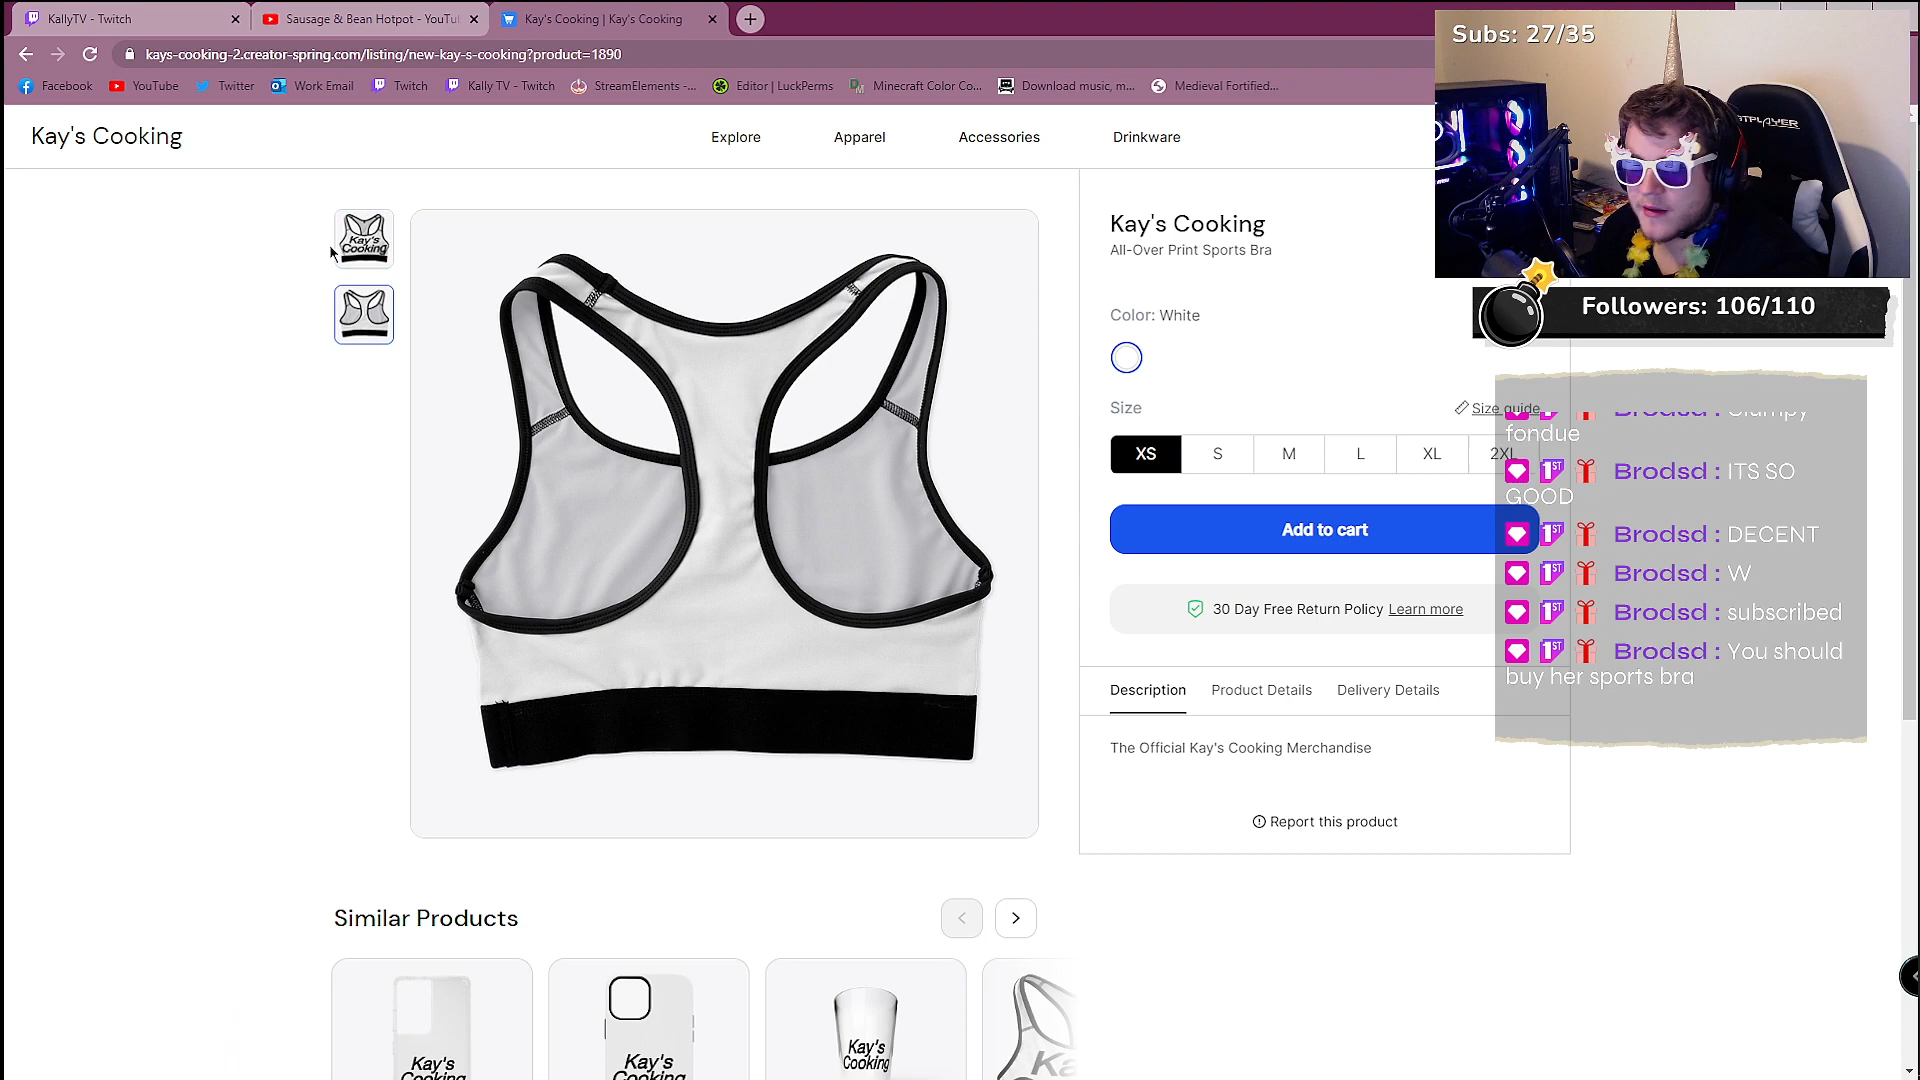 KallyTV - Twitch
Sausage & Bean Hotpot - YouTu
Kay's Cooking | Kay's Cooking
kays-cooking-2.creator-spring.com/listing/new-kay-s-cooking?product=1890
Facebook
YouTube
Twitter
Work Email
Twitch
Kally TV - Twitch
StreamElements -...
Editor | LuckPerms
Minecraft Color Co...
Download music, m...
Medieval Fortified...
Subs: 27/35
Kay's Cooking
Explore
Apparel
Accessories
Drinkware
Kay's
Cooking
Kay's Cooking
All-Over Print Sports Bra
Followers: 106/110
Color: White
Size
Size guide
XS
S
M
L
XL
2XL
Add to cart
30 Day Free Return Policy Learn more
Description
Product Details
Delivery Details
The Official Kay's Cooking Merchandise
Report this product
fondue
Brodsd : ITS SO
GOOD
Brodsd : DECENT
Brodsd : W
Brodsd : subscribed
Brodsd : You should
buy her sports bra
Similar Products
Kay's
Cooking
Kay's
Cooking
Kay's
Cooking